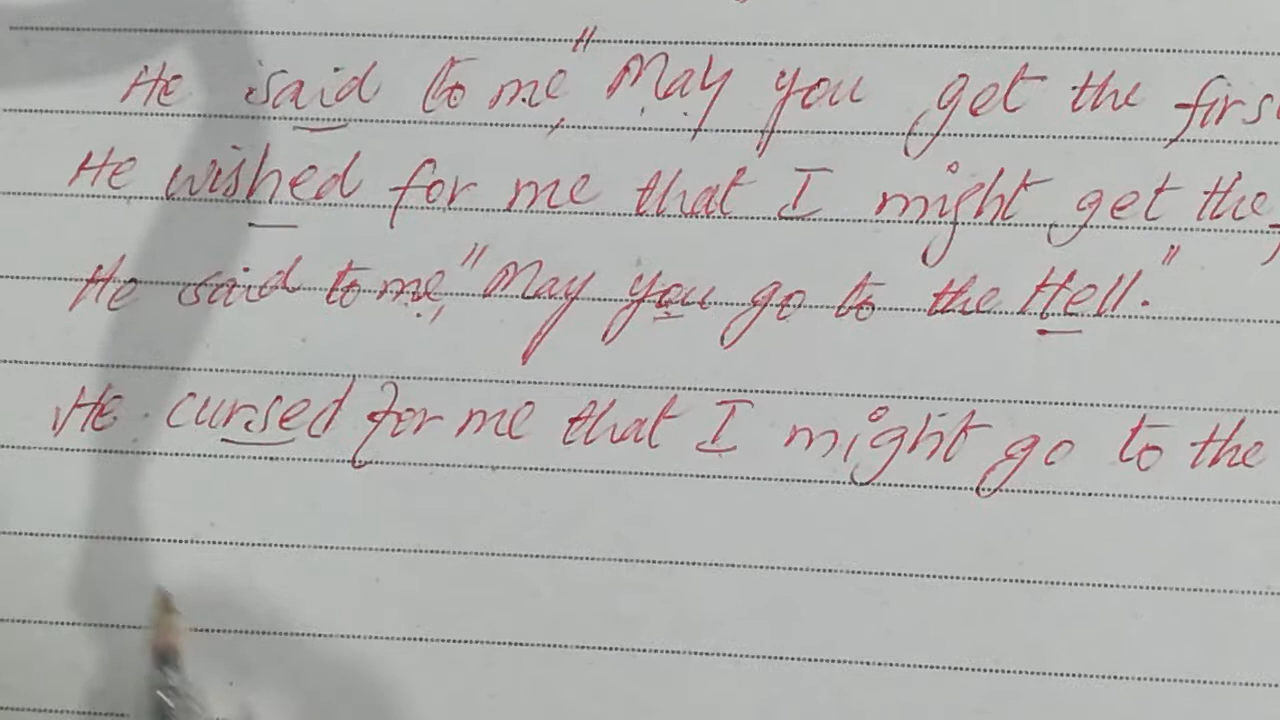 He said to me, "May you get the firs
He wished for me that I might get the
He said to me, "May you go to the Hell."
He cursed for me that I might go to the